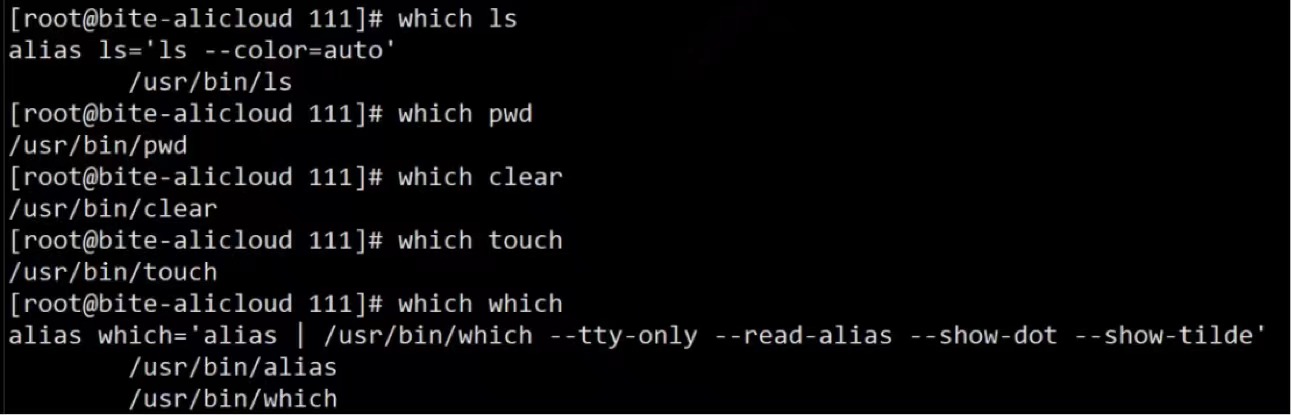 [root@bite-alicloud 111]# which ls
alias ls='ls --color=auto'
        /usr/bin/ls
[root@bite-alicloud 111]# which pwd
/usr/bin/pwd
[root@bite-alicloud 111]# which clear
/usr/bin/clear
[root@bite-alicloud 111]# which touch
/usr/bin/touch
[root@bite-alicloud 111]# which which
alias which='alias | /usr/bin/which --tty-only --read-alias --show-dot --show-tilde'
        /usr/bin/alias
        /usr/bin/which